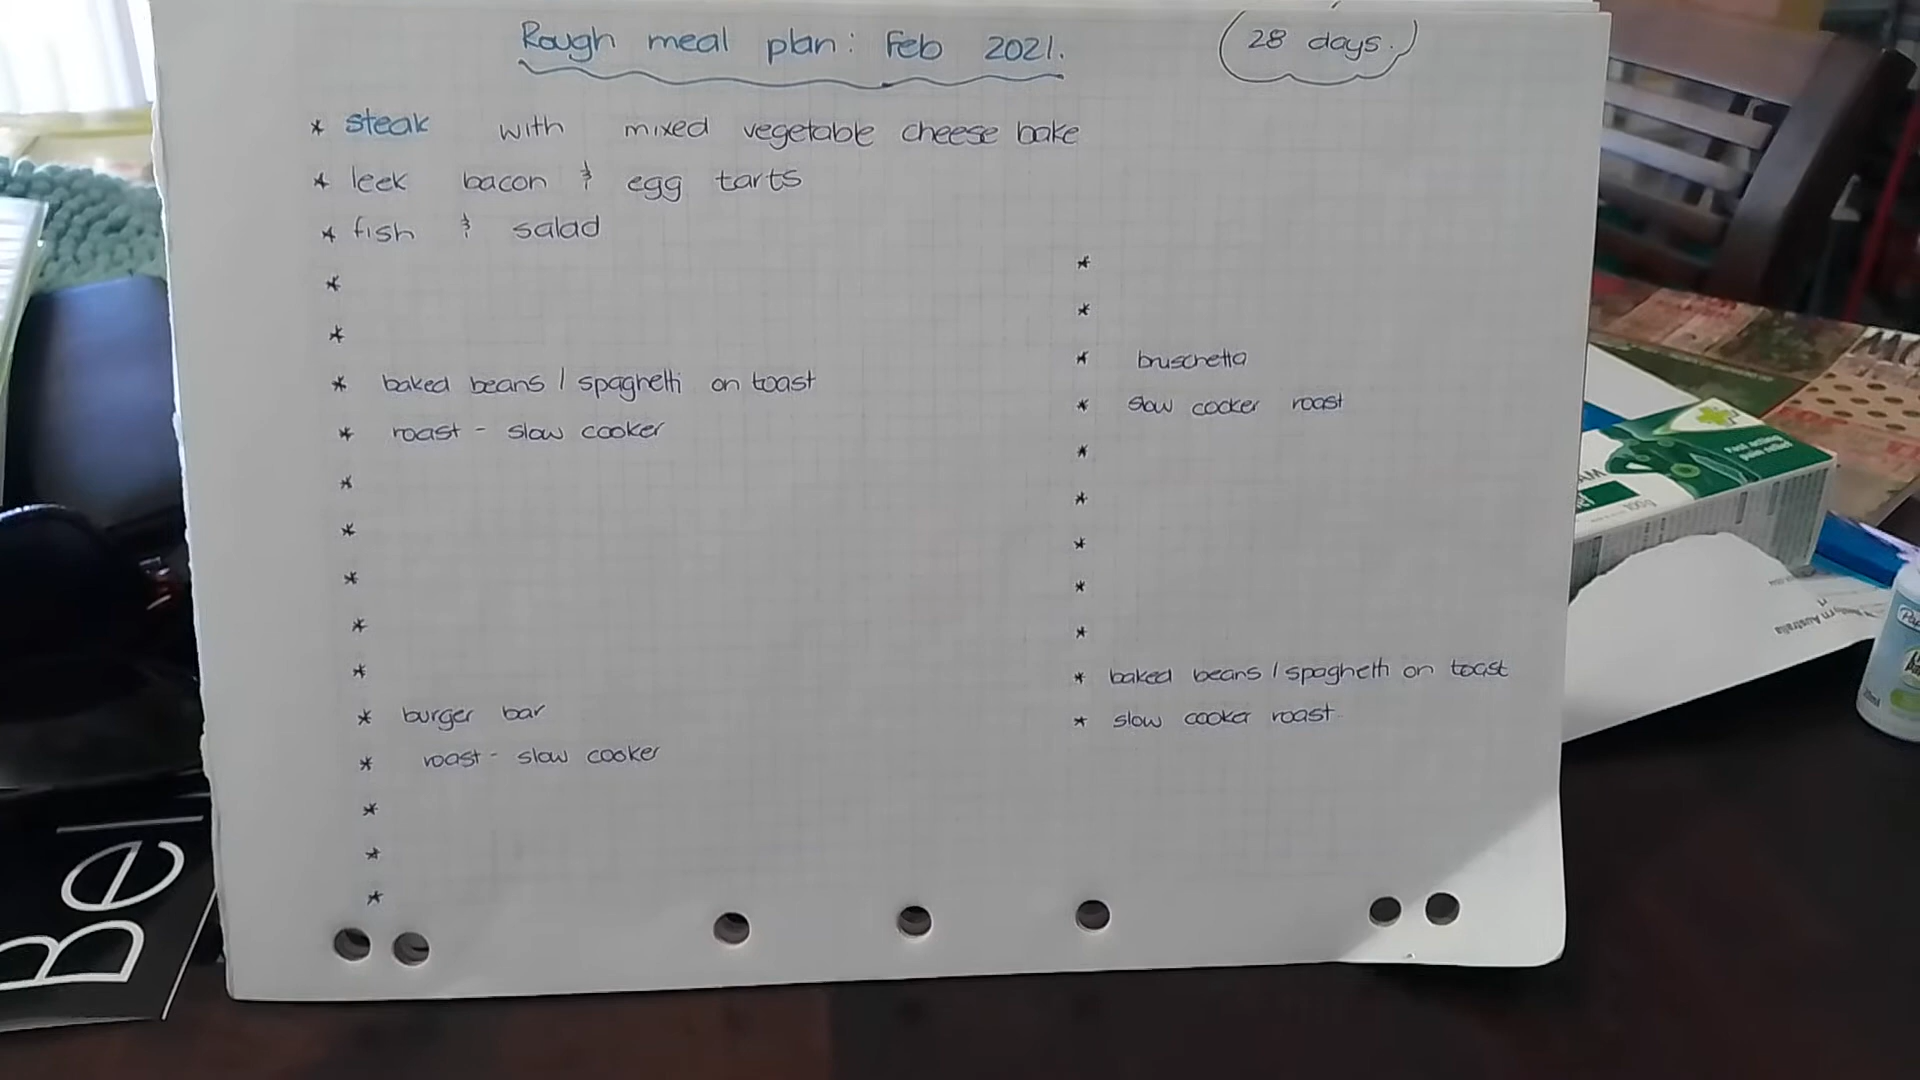 Rough meal plan: Feb 2021.
(28 days.)
* steak with mixed vegetable cheese bake
* leek bacon & egg tarts
* fish & salad
*
*
* baked beans / spaghetti on toast
* roast - slow cooker
*
*
*
*
*
* burger bar
* roast - slow cooker
*
*
*
*
*
* bruschetta
* slow cooker roast
*
*
*
*
*
* baked beans / spaghetti on toast
* slow cooker roast
Be
Fast acting